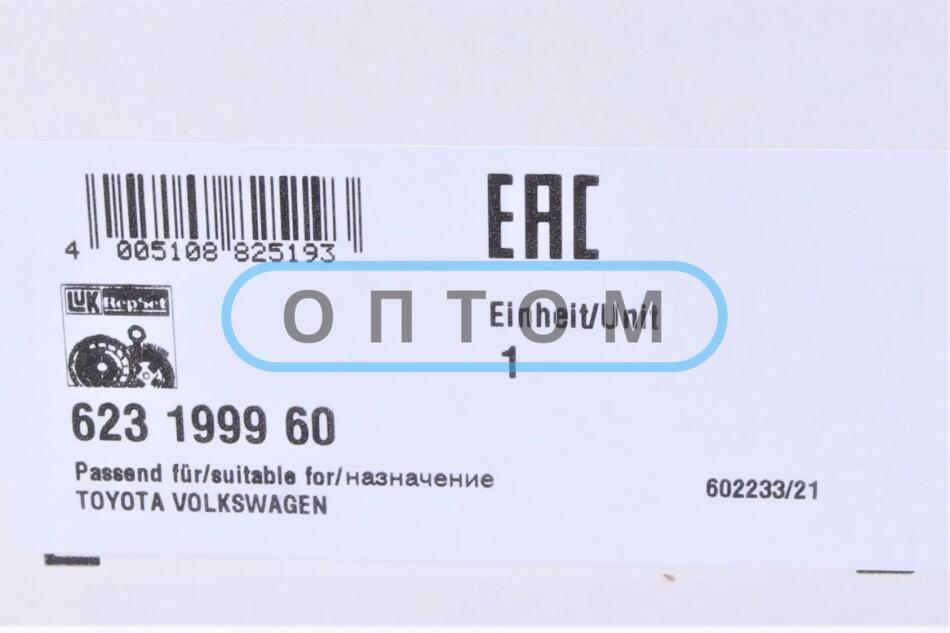 EAC
4 005108 825193
LuK RepSet
ОПТОМ
Einheit/Unit
1
623 1999 60
Passend für/suitable for/назначение
TOYOTA VOLKSWAGEN
602233/21